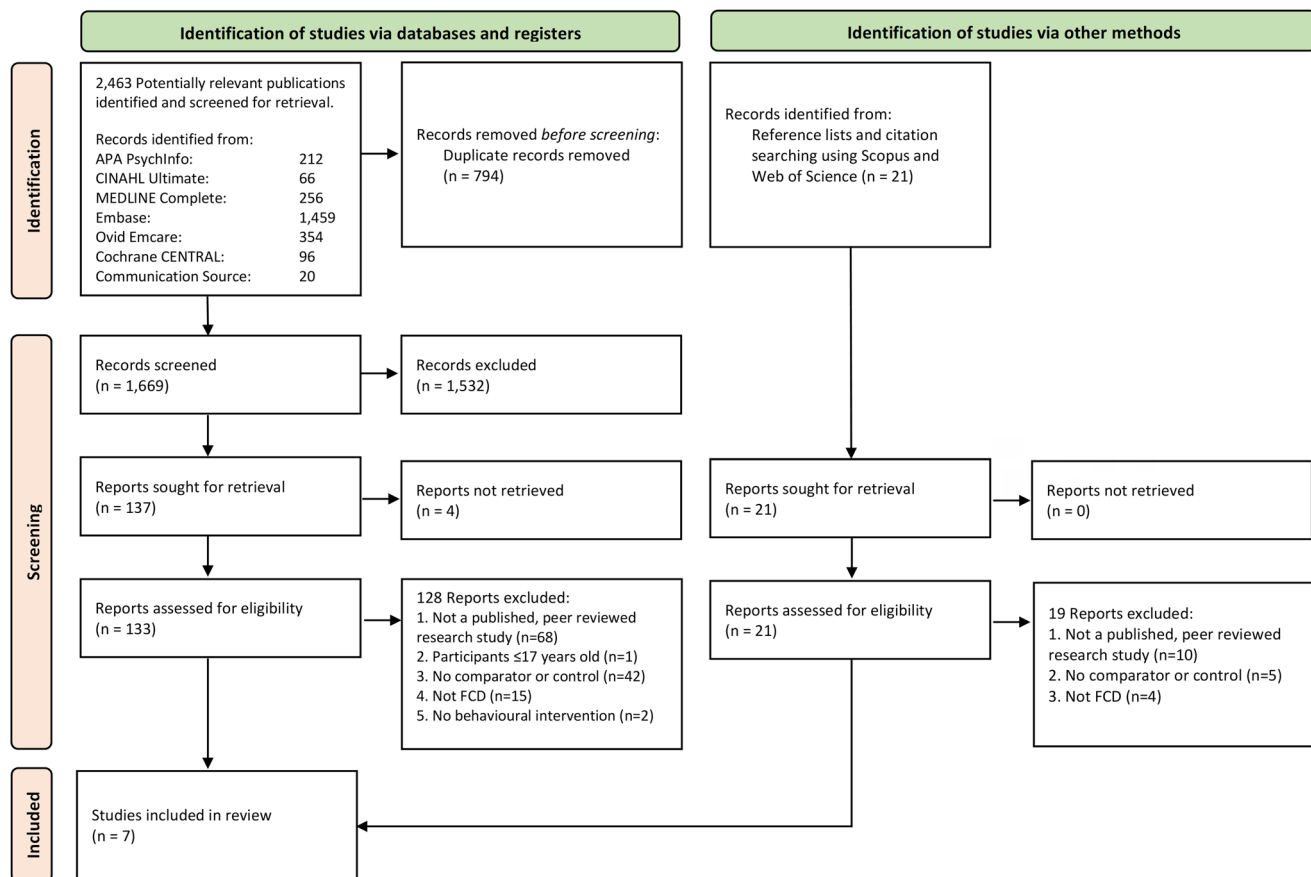 Identification of studies via databases and registers
Identification of studies via other methods
Identification
2,463 Potentially relevant publications
identified and screened for retrieval.
Records identified from:
APA PsychInfo: 212
CINAHL Ultimate: 66
MEDLINE Complete: 256
Embase: 1,459
Ovid Emcare: 354
Cochrane CENTRAL: 96
Communication Source: 20
Records removed before screening:
Duplicate records removed
(n = 794)
Records identified from:
Reference lists and citation
searching using Scopus and
Web of Science (n = 21)
Screening
Records screened
(n = 1,669)
Records excluded
(n = 1,532)
Reports sought for retrieval
(n = 137)
Reports not retrieved
(n = 4)
Reports sought for retrieval
(n = 21)
Reports not retrieved
(n = 0)
Reports assessed for eligibility
(n = 133)
128 Reports excluded:
1. Not a published, peer reviewed
research study (n=68)
2. Participants ≤17 years old (n=1)
3. No comparator or control (n=42)
4. Not FCD (n=15)
5. No behavioural intervention (n=2)
Reports assessed for eligibility
(n = 21)
19 Reports excluded:
1. Not a published, peer reviewed
research study (n=10)
2. No comparator or control (n=5)
3. Not FCD (n=4)
Included
Studies included in review
(n = 7)